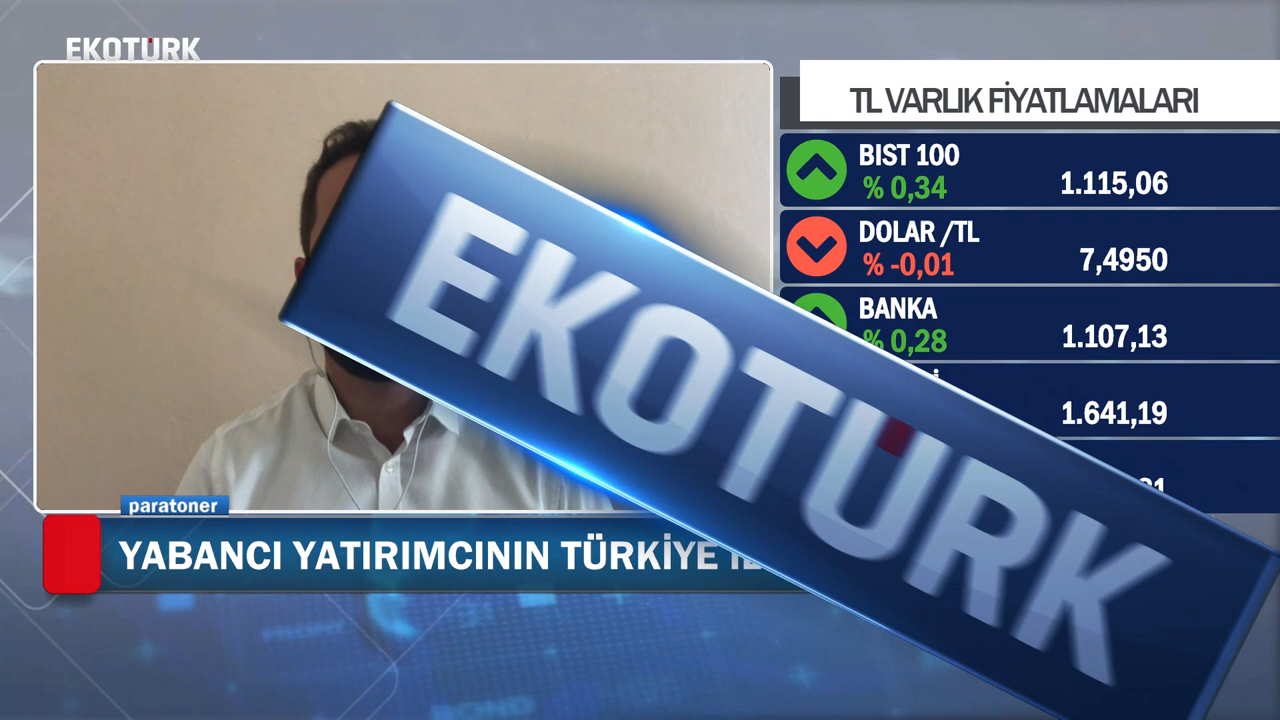 EKOTÜRK
TL VARLIK FİYATLAMALARI
BIST 100
% 0,34
1.115,06
DOLAR /TL
% -0,01
7,4950
BANKA
% 0,28
1.107,13
1.641,19
EKOTÜRK
paratoner
YABANCI YATIRIMCININ TÜRKİYE